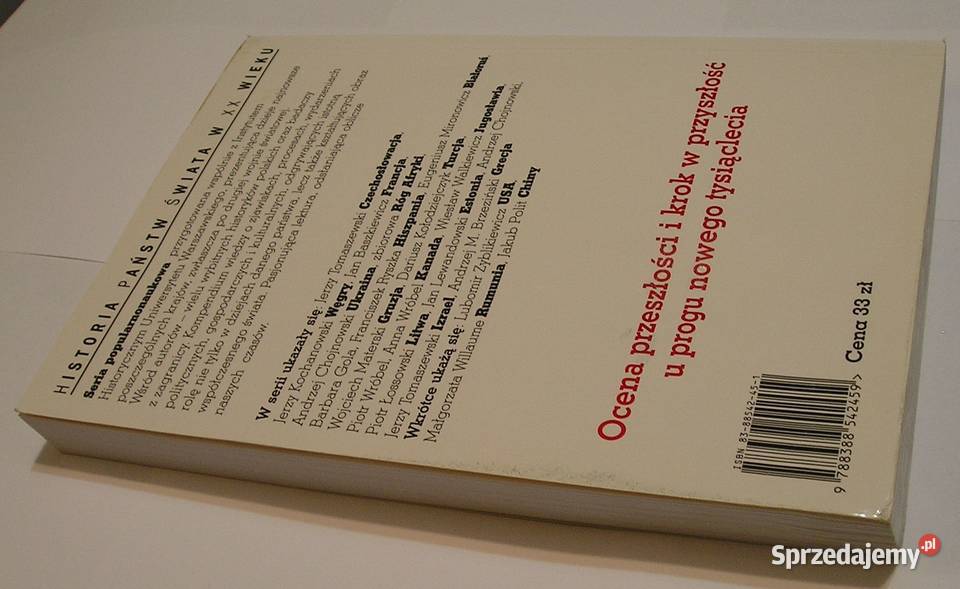 HISTORIA PAŃSTW ŚWIATA W XX WIEKU
Seria popularnonaukowa przygotowana wspólnie z Instytutem
Historycznym Uniwersytetu Warszawskiego, prezentująca dzieje najnowsze
poszczególnych krajów, zwłaszcza po drugiej wojnie światowej.
Wśród autorów – wielu wybitnych historyków polskich oraz badaczy
z zagranicy. Kompendium wiedzy o zjawiskach, procesach, wydarzeniach
politycznych, gospodarczych i kulturalnych, odgrywających istotną
rolę nie tylko w dziejach danego państwa, lecz także kształtujących obraz
współczesnego świata. Pasjonująca lektura, odsłaniająca oblicze
naszych czasów.
W serii ukazały się: Jerzy Tomaszewski Czechosłowacja,
Jerzy Kochanowski Węgry, Jan Baszkiewicz Francja,
Andrzej Chojnowski Ukraina, zbiorowa Róg Afryki
Barbara Gola, Franciszek Ryszka Hiszpania,
Wojciech Materski Gruzja, Dariusz Kołodziejczyk Turcja,
Piotr Wróbel, Anna Wróbel Kanada, Eugeniusz Mironowicz Białoruś
Piotr Łossowski Litwa, Jan Lewandowski Estonia, Wiesław Walkiewicz Jugosławia,
Jerzy Tomaszewski Izrael, Andrzej M. Brzeziński Grecja, Andrzej Chojnowski,
Wkrótce ukażą się: Lubomir Zyblikiewicz USA,
Małgorzata Willaume Rumunia, Jakub Polit Chiny
Ocena przeszłości i krok w przyszłość
u progu nowego tysiąclecia
ISBN 83-88542-45-1
9 788388 542459 >
Cena 33 zł
Sprzedajemy.pl